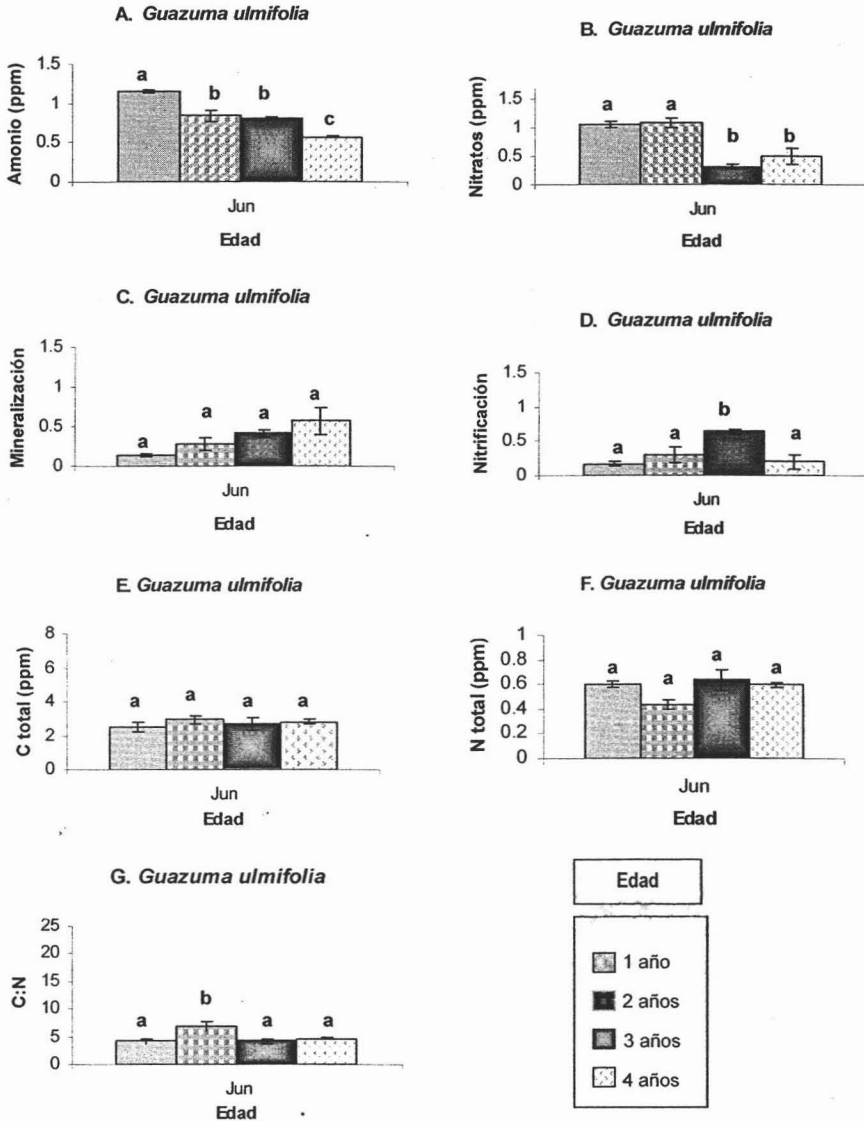 A. Guazuma ulmifolia
Amonio (ppm)
1.5
1
0.5
0
a
b
b
c
Jun
Edad
B. Guazuma ulmifolia
Nitratos (ppm)
1.5
1
0.5
0
a
a
b
b
Jun
Edad
C. Guazuma ulmifolia
Mineralización
1.5
1
0.5
0
a
a
a
a
Jun
Edad
D. Guazuma ulmifolia
Nitrificación
1.5
1
0.5
0
a
a
b
a
Jun
Edad
E. Guazuma ulmifolia
C total (ppm)
8
6
4
2
0
a
a
a
a
Jun
Edad
F. Guazuma ulmifolia
N total (ppm)
1
0.8
0.6
0.4
0.2
0
a
a
a
a
Jun
Edad
G. Guazuma ulmifolia
C:N
25
20
15
10
5
0
a
b
a
a
Jun
Edad
Edad
1 año
2 años
3 años
4 años